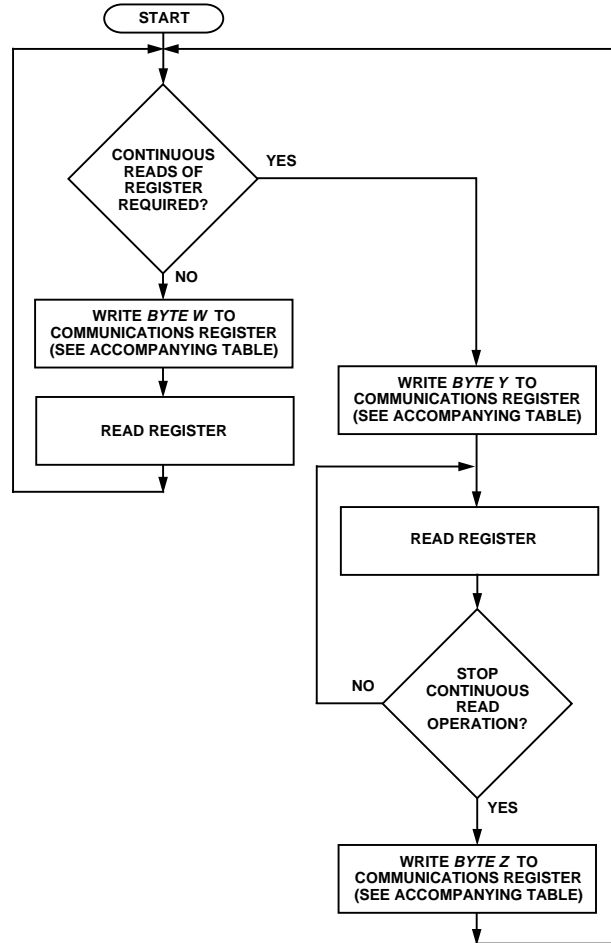 START
CONTINUOUS
READS OF
REGISTER
REQUIRED?
YES
NO
WRITE BYTE W TO
COMMUNICATIONS REGISTER
(SEE ACCOMPANYING TABLE)
READ REGISTER
WRITE BYTE Y TO
COMMUNICATIONS REGISTER
(SEE ACCOMPANYING TABLE)
READ REGISTER
STOP
CONTINUOUS
READ
OPERATION?
NO
YES
WRITE BYTE Z TO
COMMUNICATIONS REGISTER
(SEE ACCOMPANYING TABLE)